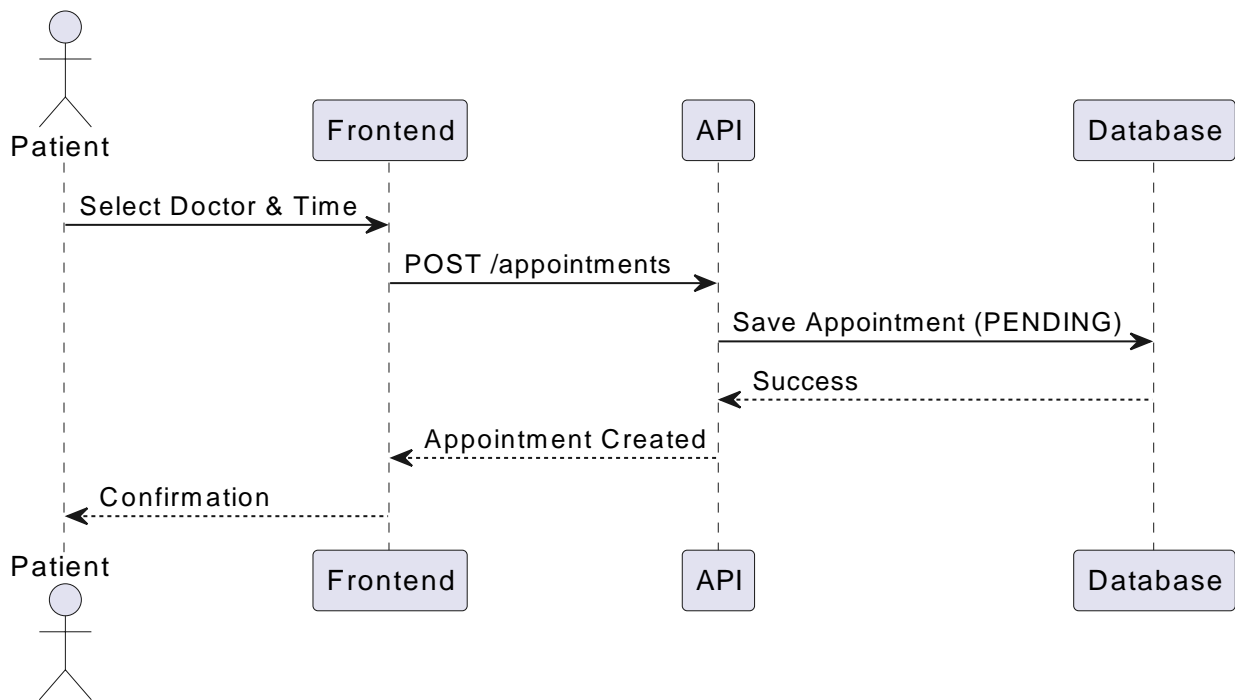 Patient
Frontend
API
Database
Select Doctor & Time
POST /appointments
Save Appointment (PENDING)
Success
Appointment Created
Confirmation
Patient
Frontend
API
Database